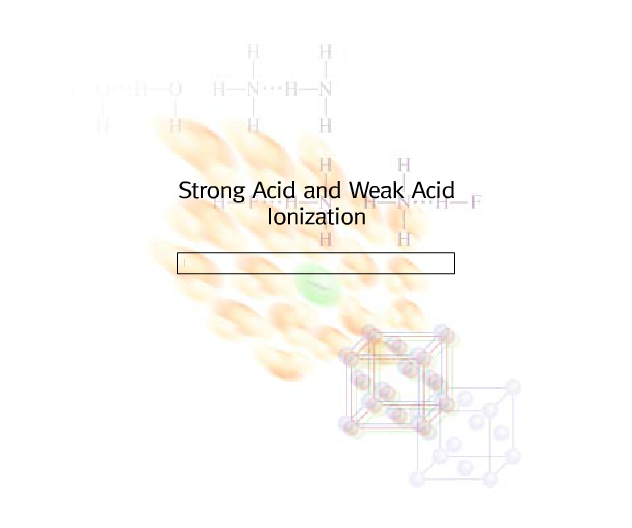 H H
O H O H N H N
H H H H
H H
Strong Acid and Weak Acid
H F H N H N H F
Ionization
H H